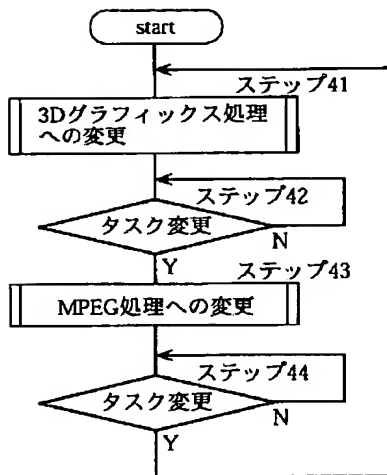 start
ステップ41
3Dグラフィックス処理
への変更
ステップ42
タスク変更
N
Y
ステップ43
MPEG処理への変更
ステップ44
タスク変更
N
Y